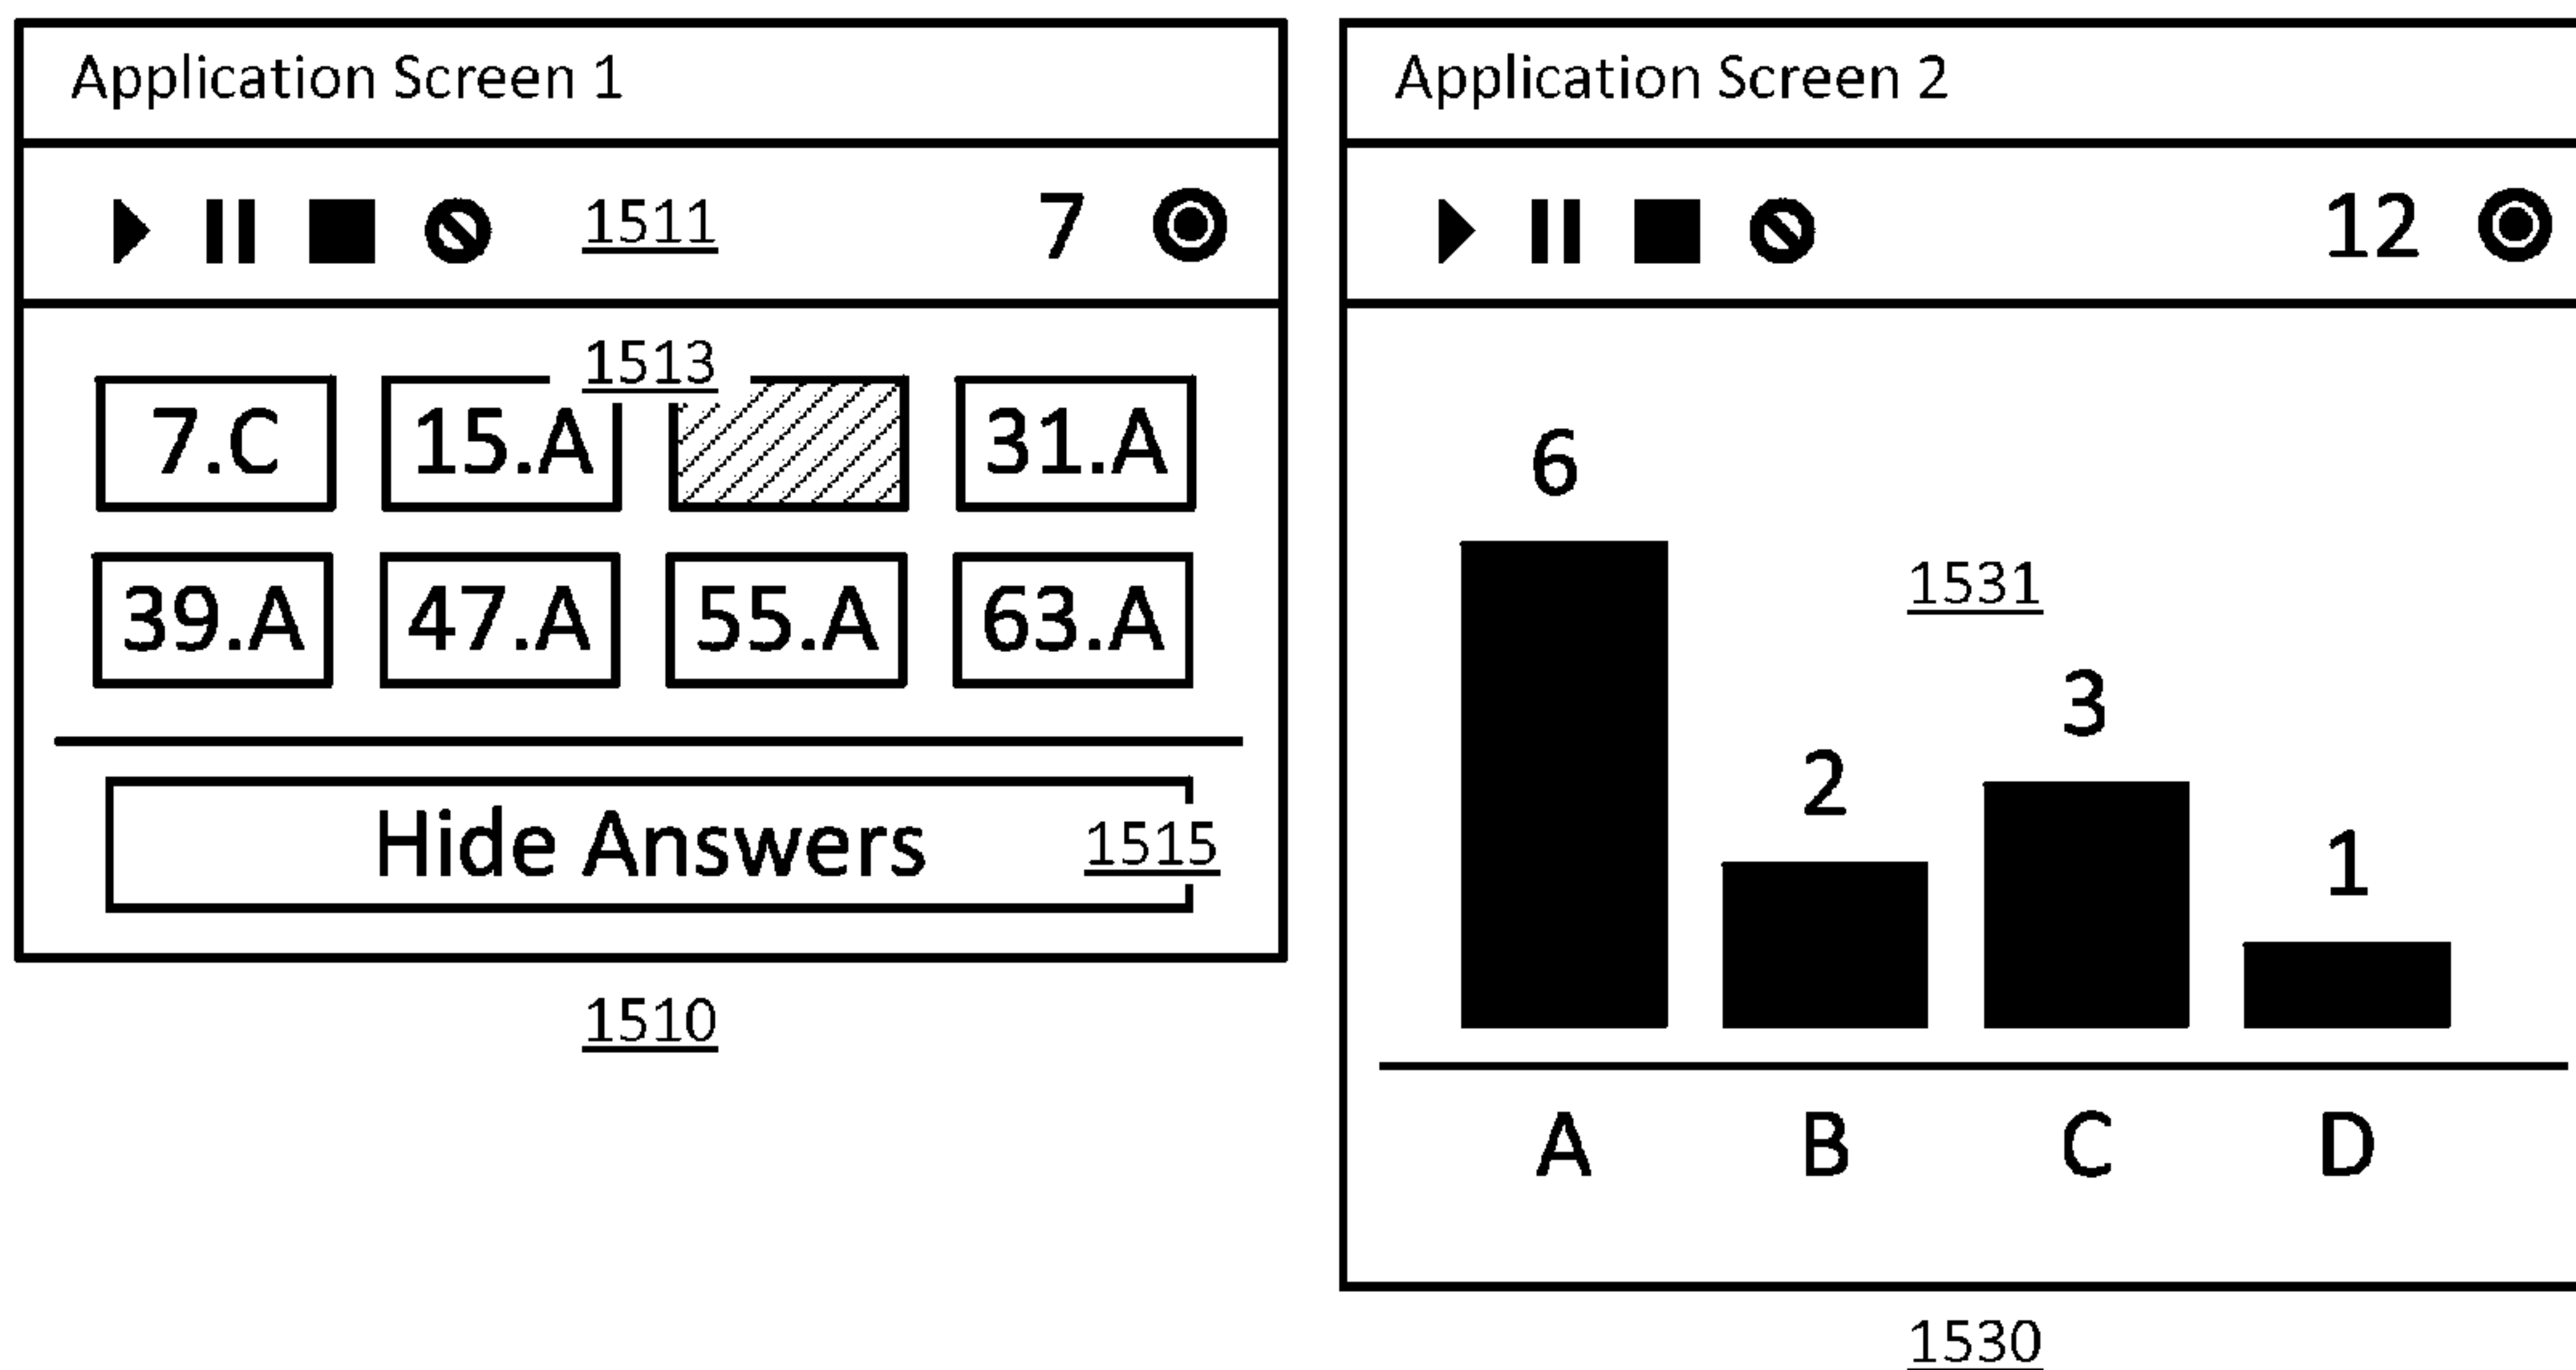 Application Screen 1
1511 7
1513
7.C 15.A 31.A
39.A 47.A 55.A 63.A
Hide Answers 1515
1510
Application Screen 2
12
6
1531
3
2
1
A B C D
1530